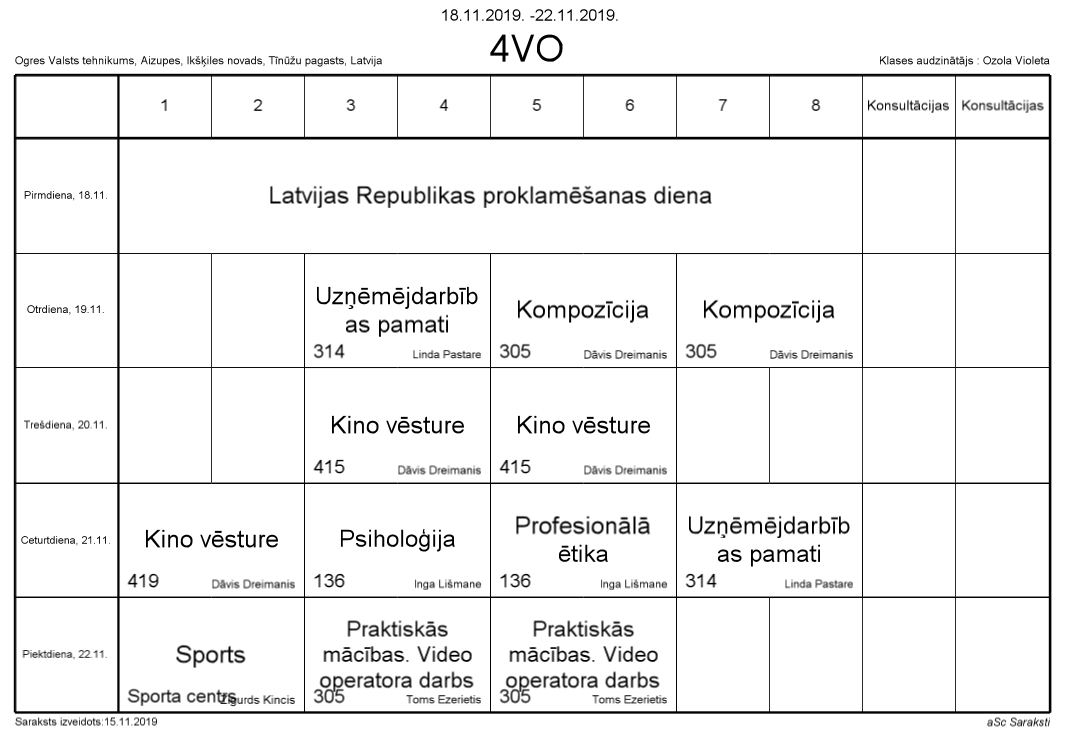 18.11.2019. -22.11.2019.
4VO
Ogres Valsts tehnikums, Aizupes, Ikšķiles novads, Tīnūžu pagasts, Latvija
Klases audzinātājs : Ozola Violeta
1 2 3 4 5 6 7 8 Konsultācijas Konsultācijas
Pirmdiena, 18.11.
Latvijas Republikas proklamēšanas diena
Otrdiena, 19.11.
Uzņēmējdarbīb
as pamati
314 Linda Pastare
Kompozīcija
305 Dāvis Dreimanis
Kompozīcija
305 Dāvis Dreimanis
Trešdiena, 20.11.
Kino vēsture
415 Dāvis Dreimanis
Kino vēsture
415 Dāvis Dreimanis
Ceturtdiena, 21.11.
Kino vēsture
419 Dāvis Dreimanis
Psiholoģija
136 Inga Lišmane
Profesionālā
ētika
136 Inga Lišmane
Uzņēmējdarbīb
as pamati
314 Linda Pastare
Piektdiena, 22.11.
Sports
Sporta centrs Zigurds Kincis
Praktiskās
mācības. Video
operatora darbs
305 Toms Ezerietis
Praktiskās
mācības. Video
operatora darbs
305 Toms Ezerietis
Saraksts izveidots:15.11.2019
aSc Saraksti